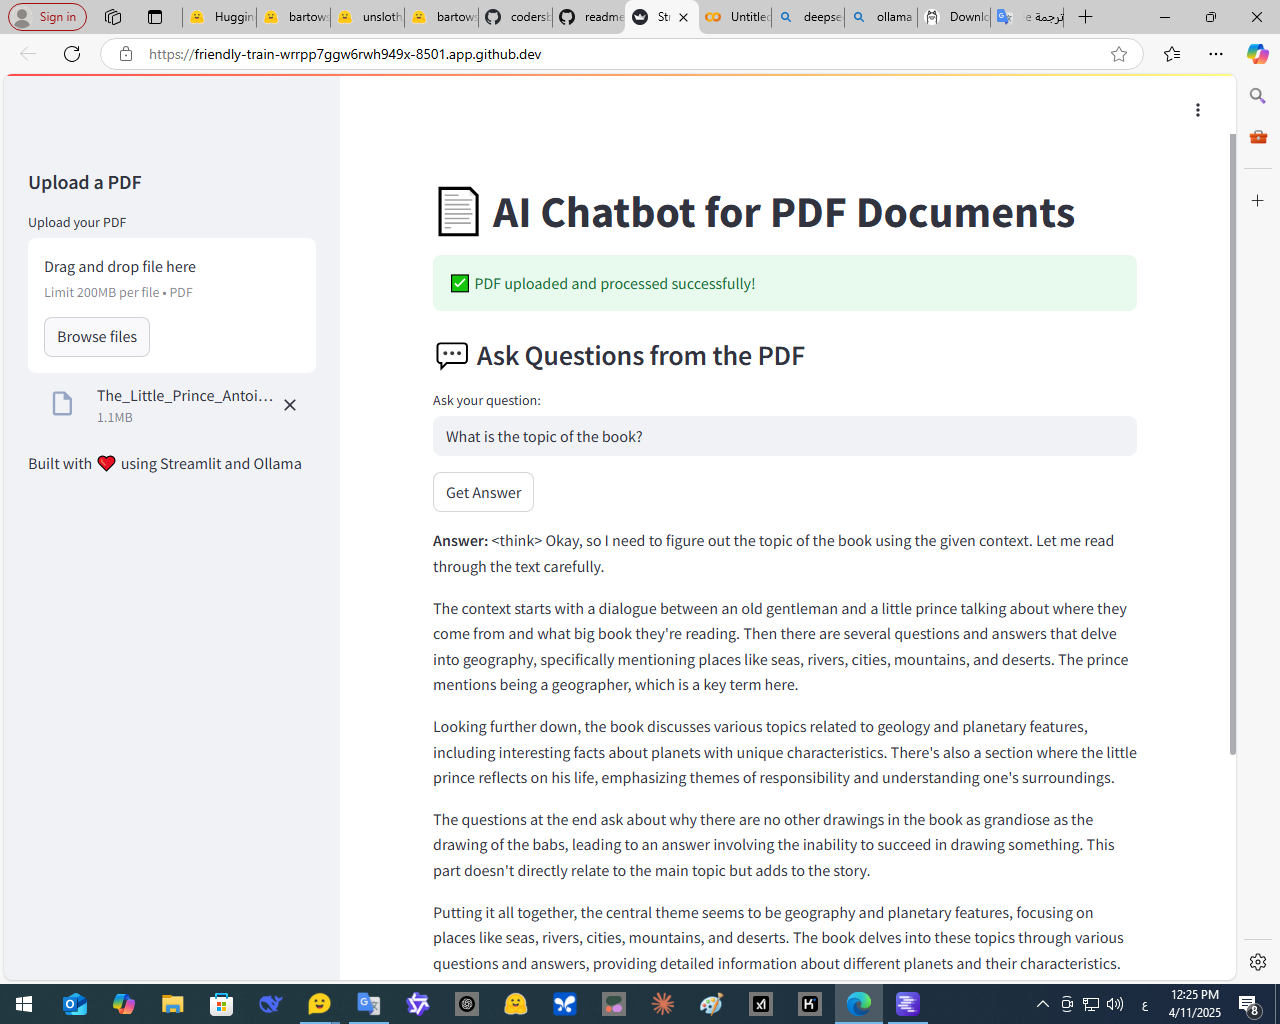 Sign in
Huggin
bartows
unsloth
bartows
codersb
readme
Str
Untitled
deepse
ollama
Downlo
ترجمة e
https://friendly-train-wrrpp7ggw6rwh949x-8501.app.github.dev
Upload a PDF
Upload your PDF
Drag and drop file here
Limit 200MB per file • PDF
Browse files
The_Little_Prince_Antoi...
1.1MB
Built with ❤️ using Streamlit and Ollama
AI Chatbot for PDF Documents
✅ PDF uploaded and processed successfully!
💬 Ask Questions from the PDF
Ask your question:
What is the topic of the book?
Get Answer
Answer: <think> Okay, so I need to figure out the topic of the book using the given context. Let me read
through the text carefully.
The context starts with a dialogue between an old gentleman and a little prince talking about where they
come from and what big book they're reading. Then there are several questions and answers that delve
into geography, specifically mentioning places like seas, rivers, cities, mountains, and deserts. The prince
mentions being a geographer, which is a key term here.
Looking further down, the book discusses various topics related to geology and planetary features,
including interesting facts about planets with unique characteristics. There's also a section where the little
prince reflects on his life, emphasizing themes of responsibility and understanding one's surroundings.
The questions at the end ask about why there are no other drawings in the book as grandiose as the
drawing of the babs, leading to an answer involving the inability to succeed in drawing something. This
part doesn't directly relate to the main topic but adds to the story.
Putting it all together, the central theme seems to be geography and planetary features, focusing on
places like seas, rivers, cities, mountains, and deserts. The book delves into these topics through various
questions and answers, providing detailed information about different planets and their characteristics.
ع
12:25 PM
4/11/2025
8